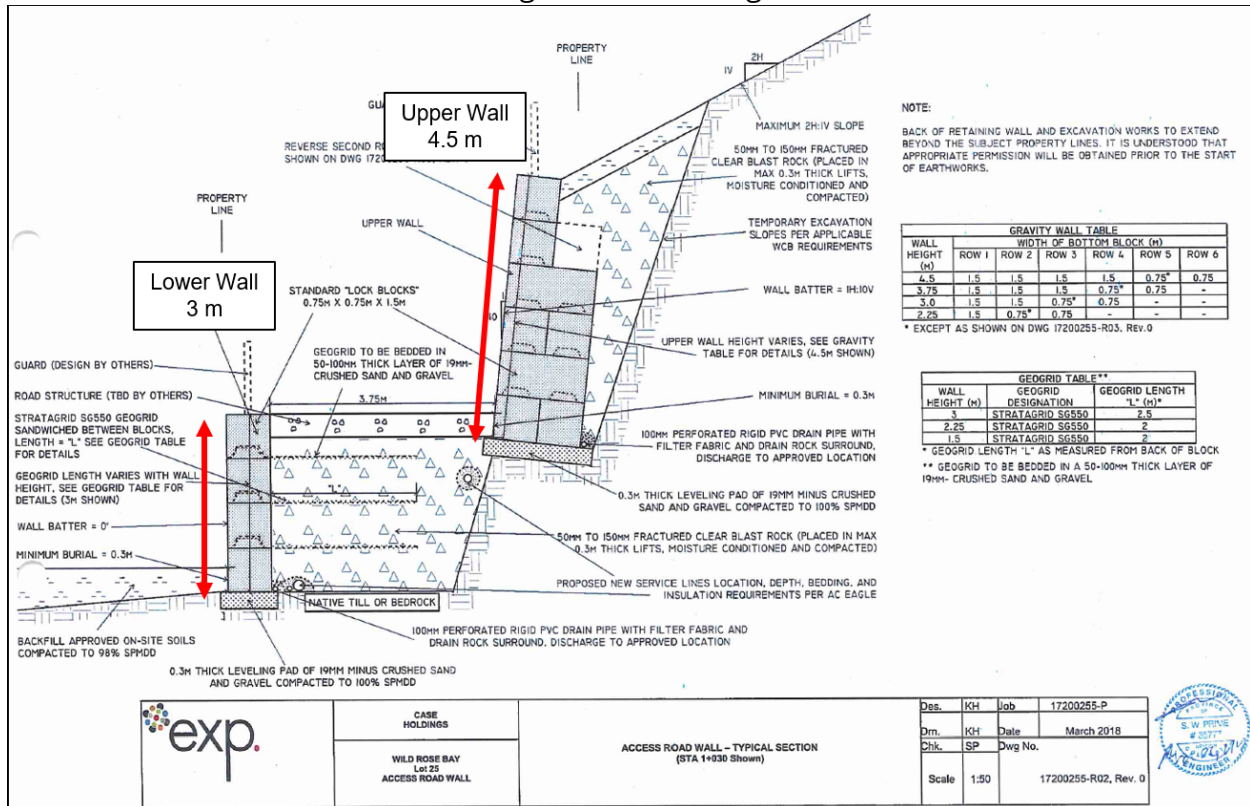 PROPERTY
LINE
IV
2H
GU
Upper Wall
4.5 m
REVERSE SECOND
SHOWN ON DWG
MAXIMUM 2H:1V SLOPE
50MM TO 150MM FRACTURED
CLEAR BLAST ROCK (PLACED IN
MAX 0.3M THICK LIFTS,
MOISTURE CONDITIONED AND
COMPACTED)
PROPERTY
LINE
UPPER WALL
TEMPORARY EXCAVATION
SLOPES PER APPLICABLE
WCB REQUIREMENTS
Lower Wall
3 m
STANDARD "LOCK BLOCKS"
0.75M X 0.75M X 1.5M
WALL BATTER = 1H:10V
GEOGRID TO BE BEDDED IN
50-100MM THICK LAYER OF 19MM-
CRUSHED SAND AND GRAVEL
UPPER WALL HEIGHT VARIES, SEE GRAVITY
TABLE FOR DETAILS (4.5M SHOWN)
GUARD (DESIGN BY OTHERS)
ROAD STRUCTURE (TBD BY OTHERS)
3.75M
MINIMUM BURIAL = 0.3M
STRATAGRID SG550 GEOGRID
SANDWICHED BETWEEN BLOCKS,
LENGTH = "L" SEE GEOGRID TABLE
FOR DETAILS
100MM PERFORATED RIGID PVC DRAIN PIPE WITH
FILTER FABRIC AND DRAIN ROCK SURROUND,
DISCHARGE TO APPROVED LOCATION
GEOGRID LENGTH VARIES WITH WALL
HEIGHT, SEE GEOGRID TABLE FOR
DETAILS (3M SHOWN)
"L"
0.3M THICK LEVELING PAD OF 19MM MINUS CRUSHED
SAND AND GRAVEL COMPACTED TO 100% SPMDD
WALL BATTER = 0°
50MM TO 150MM FRACTURED CLEAR BLAST ROCK (PLACED IN MAX
0.3M THICK LIFTS, MOISTURE CONDITIONED AND COMPACTED)
MINIMUM BURIAL = 0.3M
PROPOSED NEW SERVICE LINES LOCATION, DEPTH, BEDDING, AND
INSULATION REQUIREMENTS PER AC EAGLE
NATIVE TILL OR BEDROCK
BACKFILL APPROVED ON-SITE SOILS
COMPACTED TO 98% SPMDD
100MM PERFORATED RIGID PVC DRAIN PIPE WITH FILTER FABRIC AND
DRAIN ROCK SURROUND, DISCHARGE TO APPROVED LOCATION
0.3M THICK LEVELING PAD OF 19MM MINUS CRUSHED SAND
AND GRAVEL COMPACTED TO 100% SPMDD
NOTE:
BACK OF RETAINING WALL AND EXCAVATION WORKS TO EXTEND
BEYOND THE SUBJECT PROPERTY LINES. IT IS UNDERSTOOD THAT
APPROPRIATE PERMISSION WILL BE OBTAINED PRIOR TO THE START
OF EARTHWORKS.
GRAVITY WALL TABLE
WALL HEIGHT (M) WIDTH OF BOTTOM BLOCK (M)
ROW 1 ROW 2 ROW 3 ROW 4 ROW 5 ROW 6
4.5 1.5 1.5 1.5 1.5 0.75* 0.75
3.75 1.5 1.5 1.5 0.75* 0.75 -
3.0 1.5 1.5 0.75* 0.75 - -
2.25 1.5 0.75* 0.75 - - -
* EXCEPT AS SHOWN ON DWG 17200255-R03, REV.0
GEOGRID TABLE**
WALL HEIGHT (M) GEOGRID DESIGNATION GEOGRID LENGTH "L" (M)*
3 STRATAGRID SG550 2.5
2.25 STRATAGRID SG550 2
1.5 STRATAGRID SG550 2
* GEOGRID LENGTH "L" AS MEASURED FROM BACK OF BLOCK
** GEOGRID TO BE BEDDED IN A 50-100MM THICK LAYER OF
19MM- CRUSHED SAND AND GRAVEL
exp.
CASE
HOLDINGS
WILD ROSE BAY
Lot 25
ACCESS ROAD WALL
ACCESS ROAD WALL – TYPICAL SECTION
(STA 1+030 Shown)
Des. KH Job 17200255-P
Drn. KH Date March 2018
Chk. SP Dwg No.
Scale 1:50 17200255-R02, Rev. 0
PROFESSIONAL
PROVINCE
OF
S. W. PRIME
ENGINEER